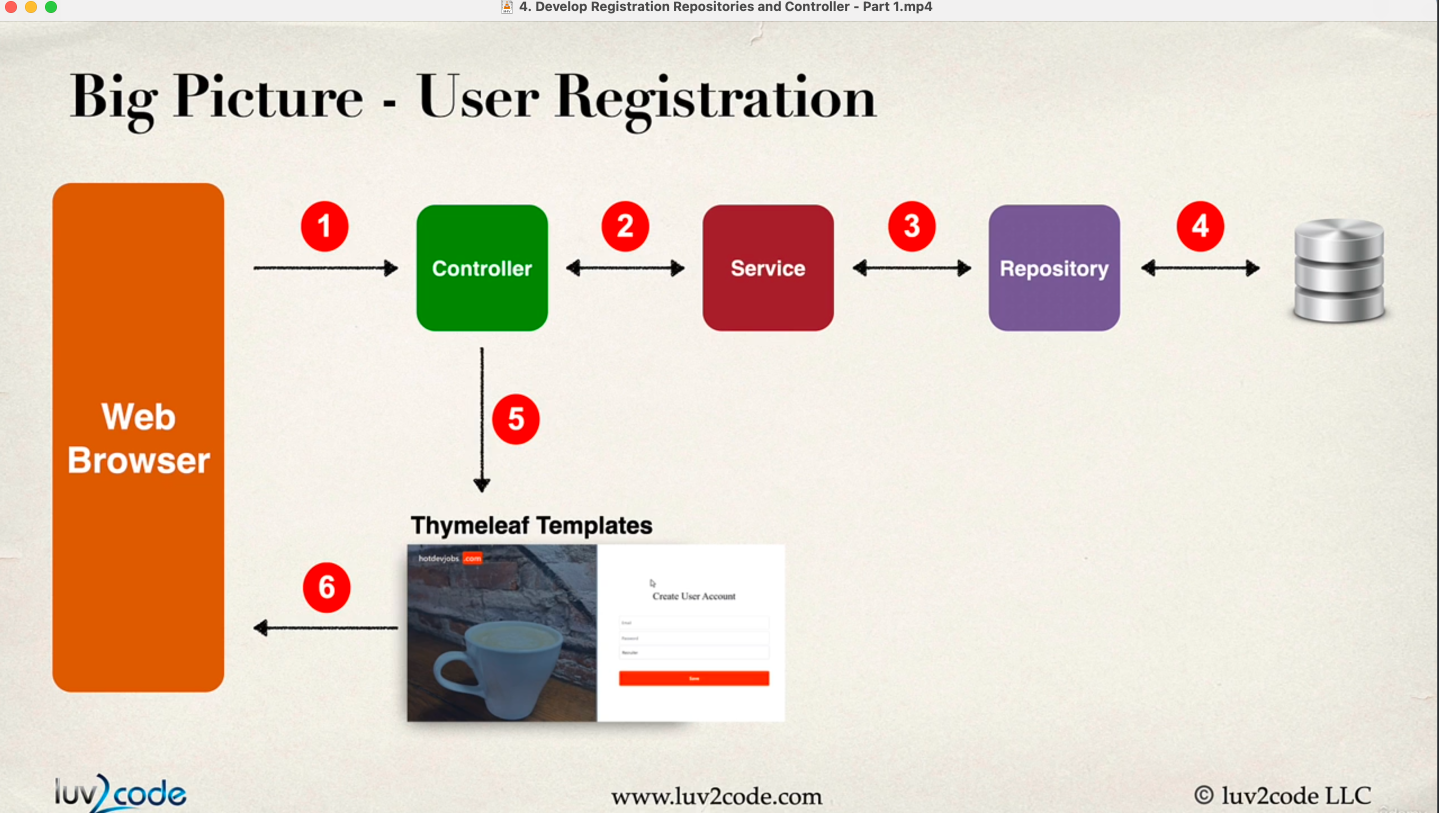 4. Develop Registration Repositories and Controller - Part 1.mp4
Big Picture - User Registration
1
2
3
4
Controller
Service
Repository
Web
Browser
5
Thymeleaf Templates
hotdevjobs .com
6
Create User Account
Email
Password
Recruiter
Save
luv2code
www.luv2code.com
© luv2code LLC